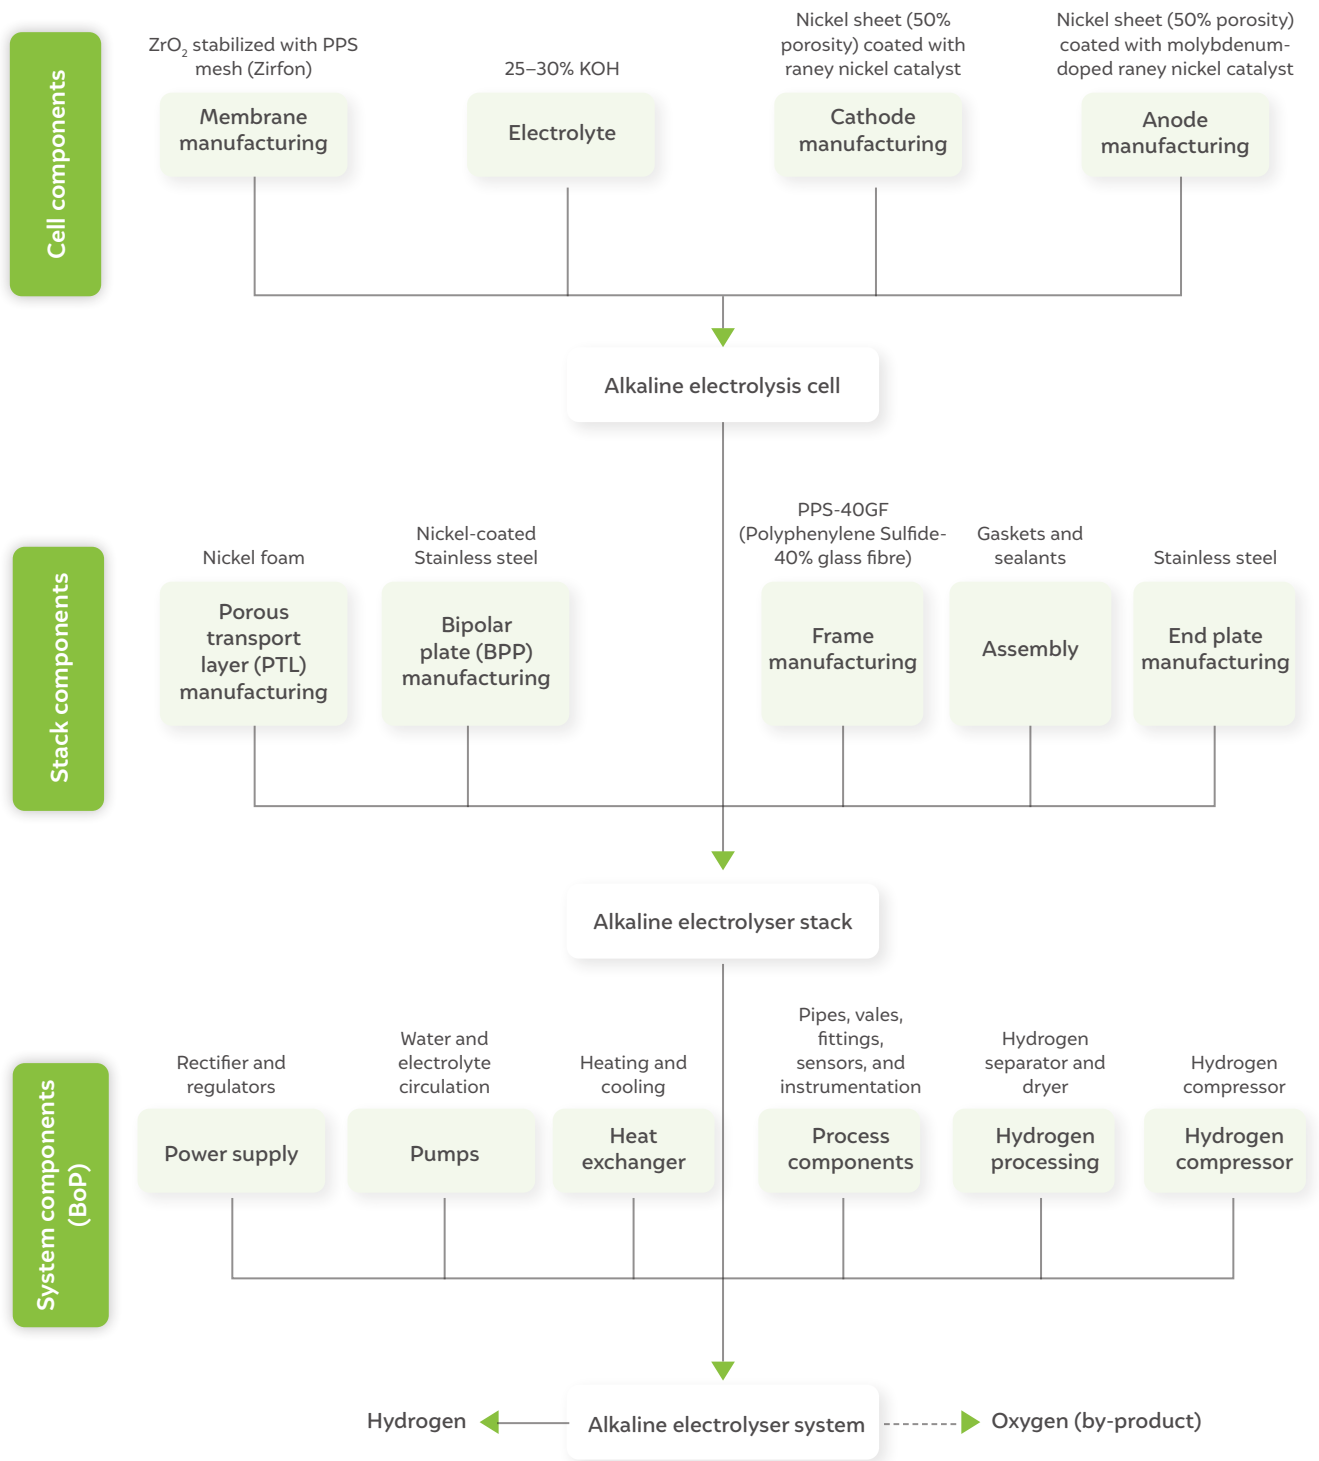 Cell components
ZrO2 stabilized with PPS
mesh (Zirfon)
Membrane
manufacturing
25–30% KOH
Electrolyte
Nickel sheet (50%
porosity) coated with
raney nickel catalyst
Cathode
manufacturing
Nickel sheet (50% porosity)
coated with molybdenum-
doped raney nickel catalyst
Anode
manufacturing
Alkaline electrolysis cell
Stack components
Nickel foam
Porous
transport
layer (PTL)
manufacturing
Nickel-coated
Stainless steel
Bipolar
plate (BPP)
manufacturing
PPS-40GF
(Polyphenylene Sulfide-
40% glass fibre)
Frame
manufacturing
Gaskets and
sealants
Assembly
Stainless steel
End plate
manufacturing
Alkaline electrolyser stack
System components
(BoP)
Rectifier and
regulators
Power supply
Water and
electrolyte
circulation
Pumps
Heating and
cooling
Heat
exchanger
Pipes, vales,
fittings,
sensors, and
instrumentation
Process
components
Hydrogen
separator and
dryer
Hydrogen
processing
Hydrogen
compressor
Hydrogen
compressor
Hydrogen
Alkaline electrolyser system
Oxygen (by-product)